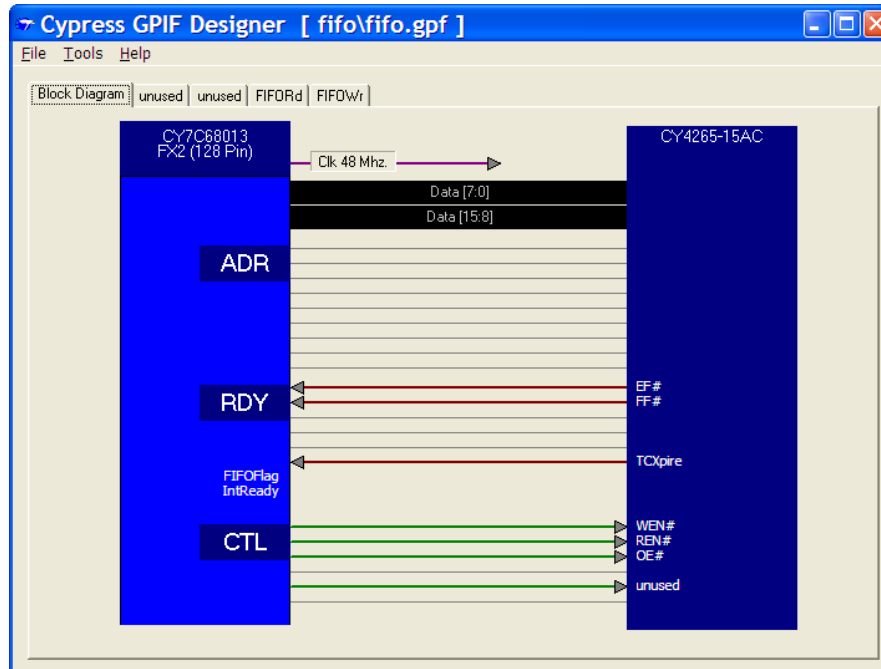 Cypress GPIF Designer [ fifo\fifo.gpf ]
File Tools Help
Block Diagram unused unused FIFORd FIFOWr
CY7C68013
FX2 (128 Pin)
Clk 48 Mhz.
CY4265-15AC
Data [7:0]
Data [15:8]
ADR
RDY
EF#
FF#
TCXpire
FIFOFlag
IntReady
CTL
WEN#
REN#
OE#
unused